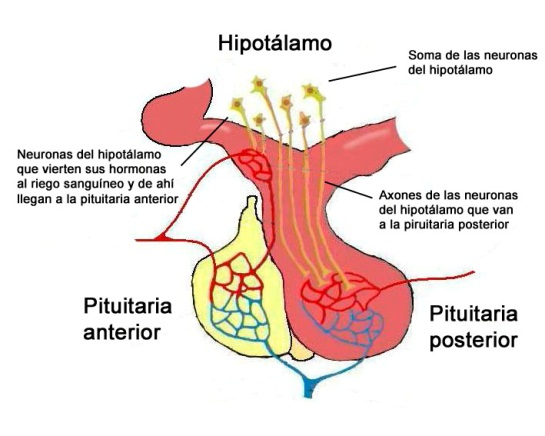 Hipotálamo
Soma de las neuronas
del hipotálamo
Neuronas del hipotálamo
que vierten sus hormonas
al riego sanguíneo y de ahí
llegan a la pituitaria anterior
Axones de las neuronas
del hipotálamo que van
a la piruitaria posterior
Pituitaria
anterior
Pituitaria
posterior